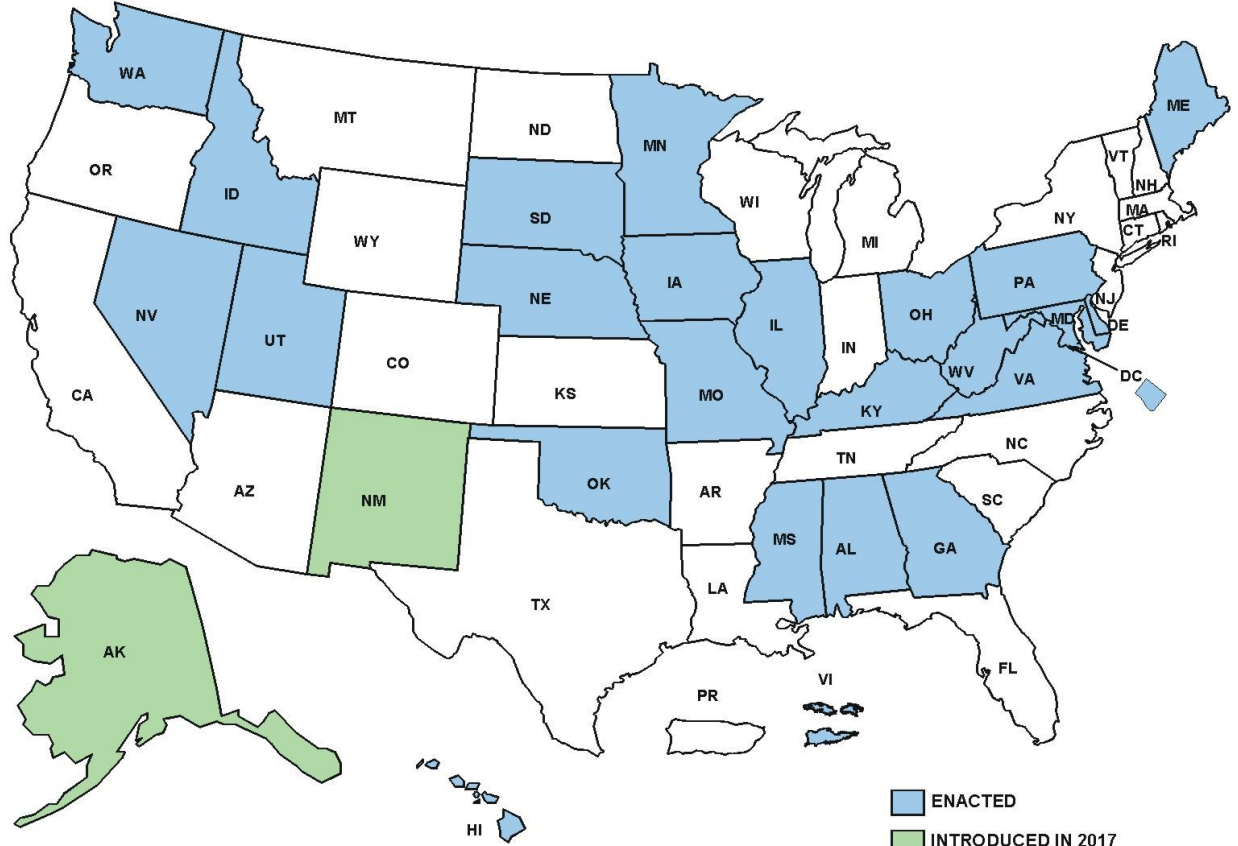 WA
MT
ND
MN
ME
OR
ID
SD
WI
VT
NH
WY
MI
NY
MA
CT
RI
NV
NE
IA
PA
NJ
UT
IL
OH
MD
DE
CO
IN
WV
VA
DC
CA
KS
MO
KY
NC
TN
AZ
NM
OK
AR
SC
MS
AL
GA
LA
TX
AK
FL
PR
VI
HI
ENACTED
INTRODUCED IN 2017